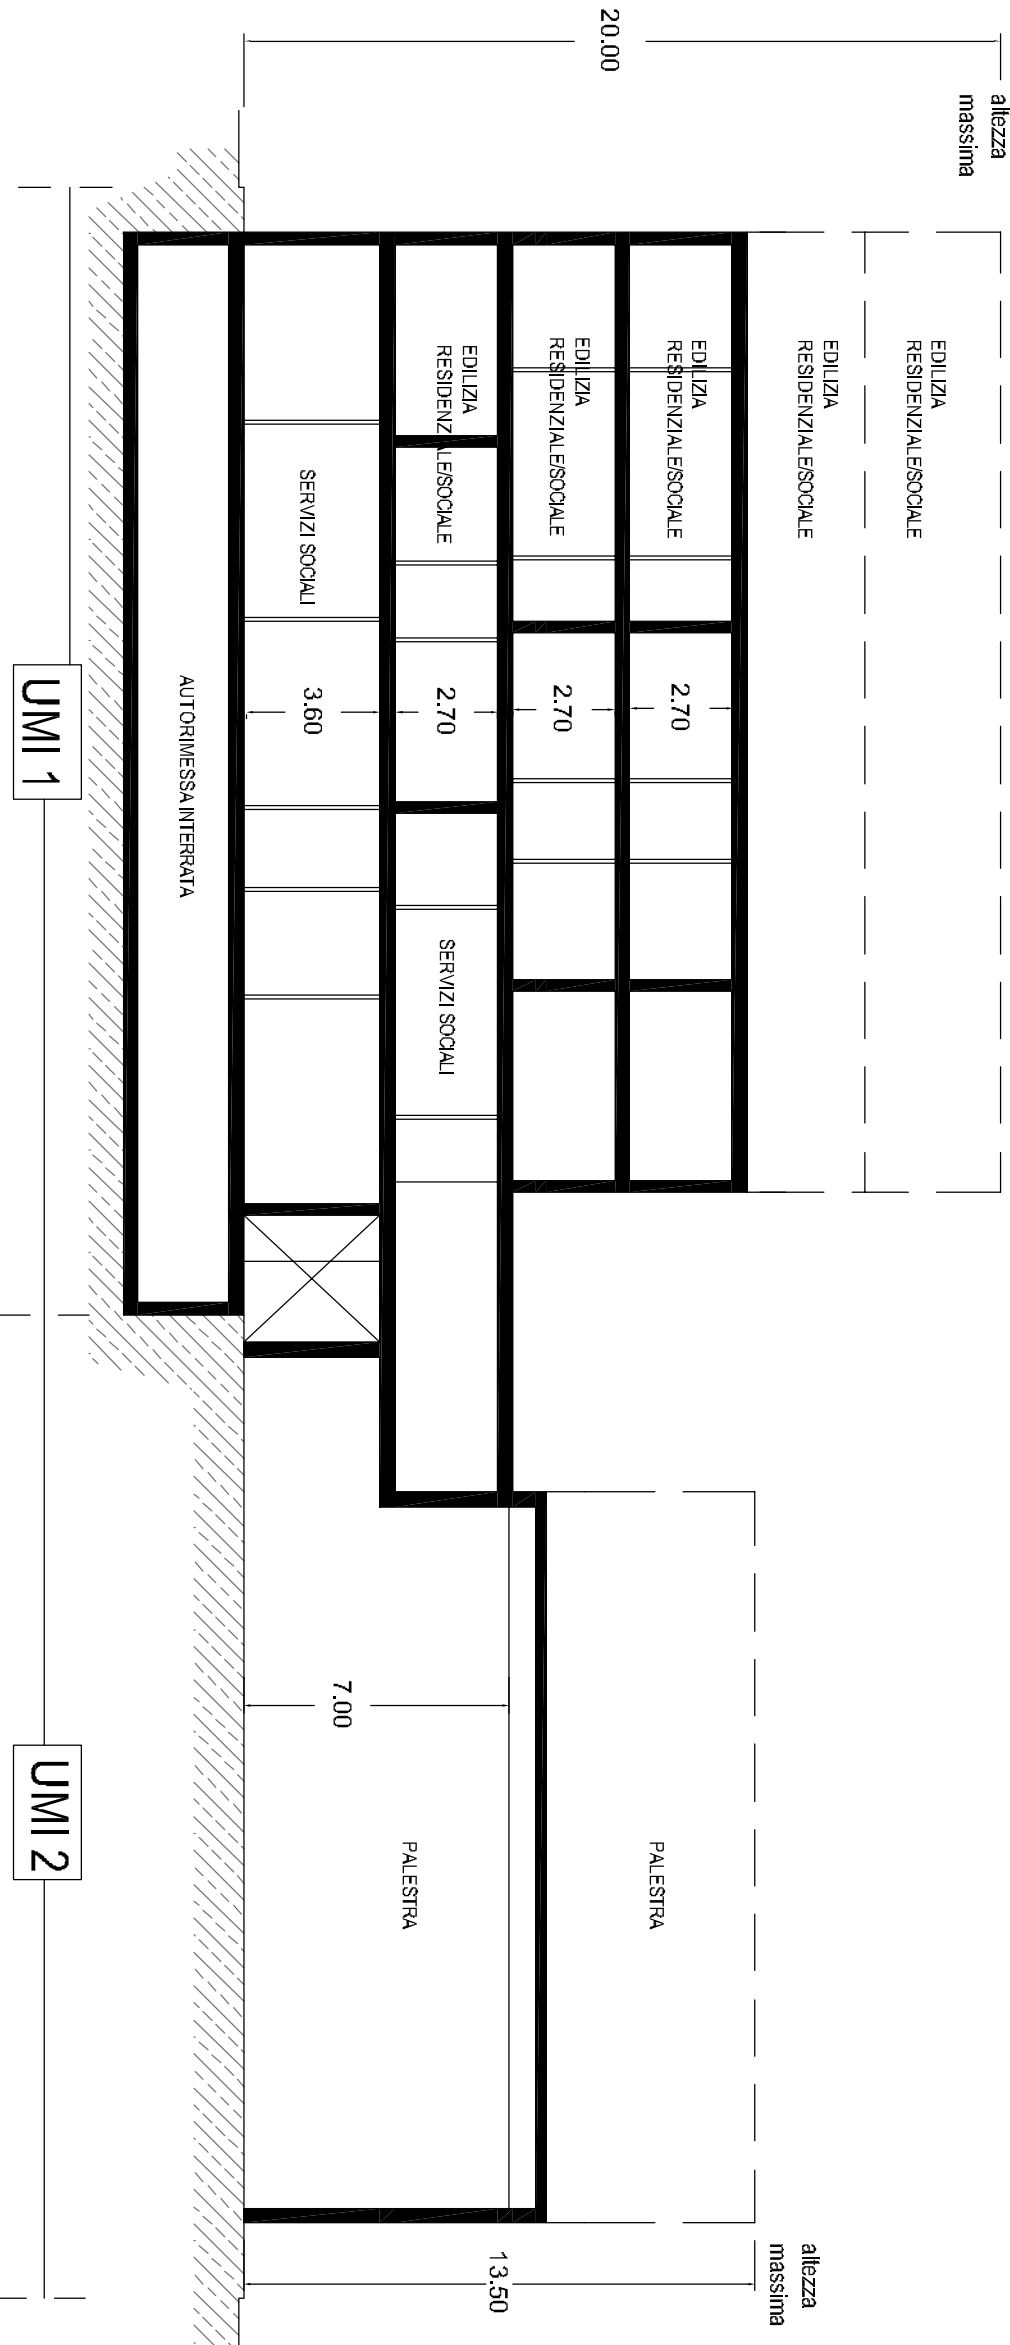 altezza
massima
20.00
EDILIZIA
RESIDENZIALE/SOCIALE
EDILIZIA
RESIDENZIALE/SOCIALE
EDILIZIA
RESIDENZIALE/SOCIALE
2.70
EDILIZIA
RESIDENZIALE/SOCIALE
2.70
EDILIZIA
RESIDENZIALE/SOCIALE
2.70
SERVIZI SOCIALI
SERVIZI SOCIALI
3.60
AUTORIMESSA INTERRATA
UMI 1
altezza
massima
13.50
PALESTRA
PALESTRA
7.00
UMI 2